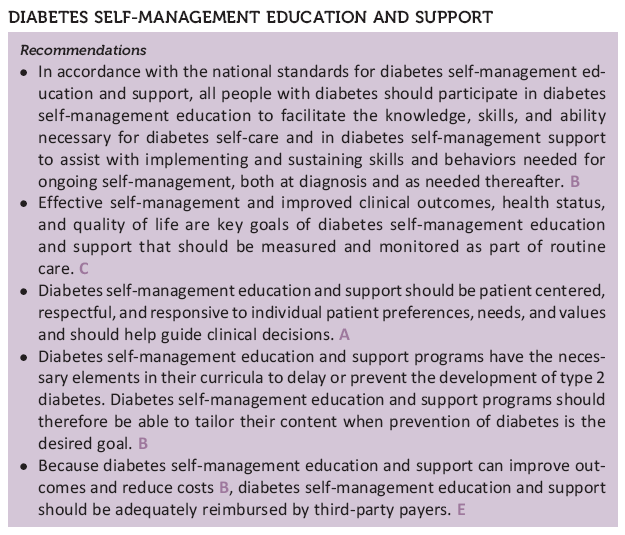 DIABETES SELF-MANAGEMENT EDUCATION AND SUPPORT
Recommendations
• In accordance with the national standards for diabetes self-management ed-
ucation and support, all people with diabetes should participate in diabetes
self-management education to facilitate the knowledge, skills, and ability
necessary for diabetes self-care and in diabetes self-management support
to assist with implementing and sustaining skills and behaviors needed for
ongoing self-management, both at diagnosis and as needed thereafter. B
• Effective self-management and improved clinical outcomes, health status,
and quality of life are key goals of diabetes self-management education
and support that should be measured and monitored as part of routine
care. C
• Diabetes self-management education and support should be patient centered,
respectful, and responsive to individual patient preferences, needs, and values
and should help guide clinical decisions. A
• Diabetes self-management education and support programs have the neces-
sary elements in their curricula to delay or prevent the development of type 2
diabetes. Diabetes self-management education and support programs should
therefore be able to tailor their content when prevention of diabetes is the
desired goal. B
• Because diabetes self-management education and support can improve out-
comes and reduce costs B, diabetes self-management education and support
should be adequately reimbursed by third-party payers. E